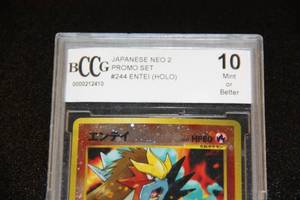 BCCG
0000212410
JAPANESE NEO 2
PROMO SET
#244 ENTEI (HOLO)
10
Mint
or
Better
エンテイ
HP80